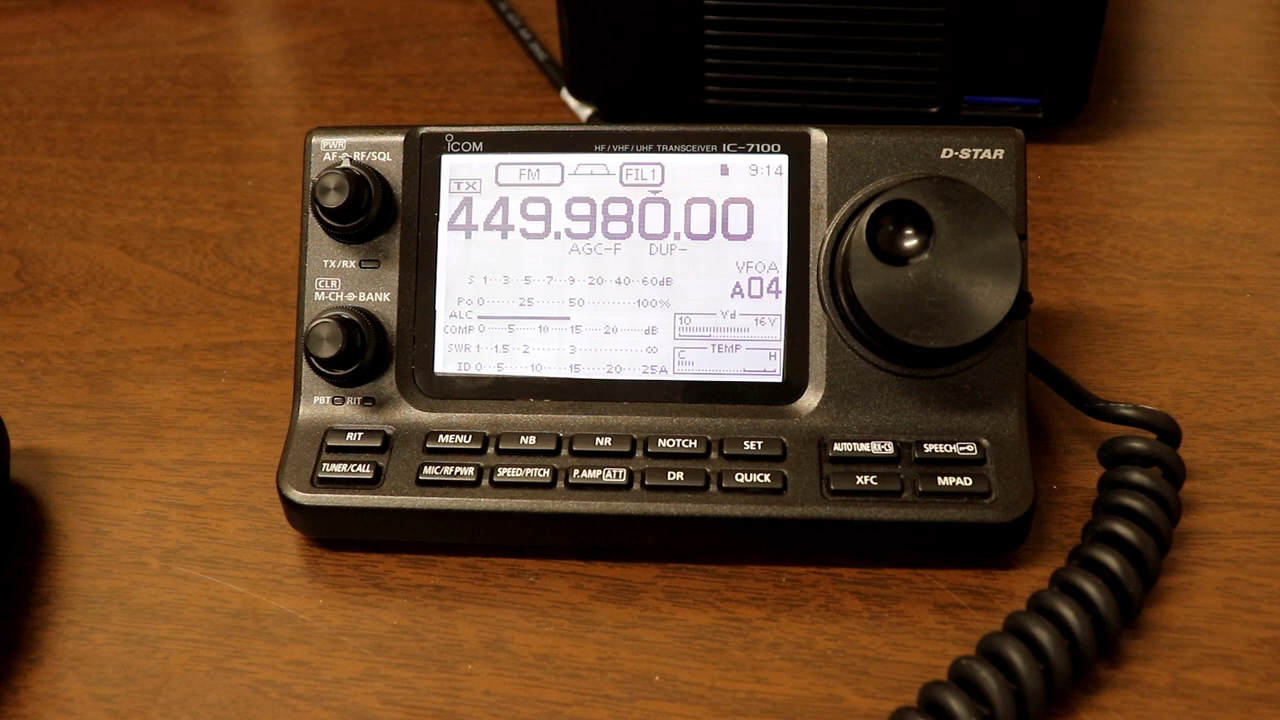 ICOM HF/VHF/UHF TRANSCEIVER IC-7100
D-STAR
PWR
AF RF/SQL
FM FIL1 9:14
TX
449.980.00
AGC-F DUP-
VFOA
A04
S 1 3 5 7 9 20 40 60dB
Po 0 25 50 100%
ALC
COMP 0 5 10 15 20 dB
SWR 1 1.5 2 3 ∞
ID 0 5 10 15 20 25A
Vd
10 16V
TEMP
C H
TX/RX
CLR
M-CH BANK
PBT RIT
RIT MENU NB NR NOTCH SET AUTOTUNE RX-CS SPEECH
TUNER/CALL MIC/RF PWR SPEED/PITCH P.AMP ATT DR QUICK XFC MPAD